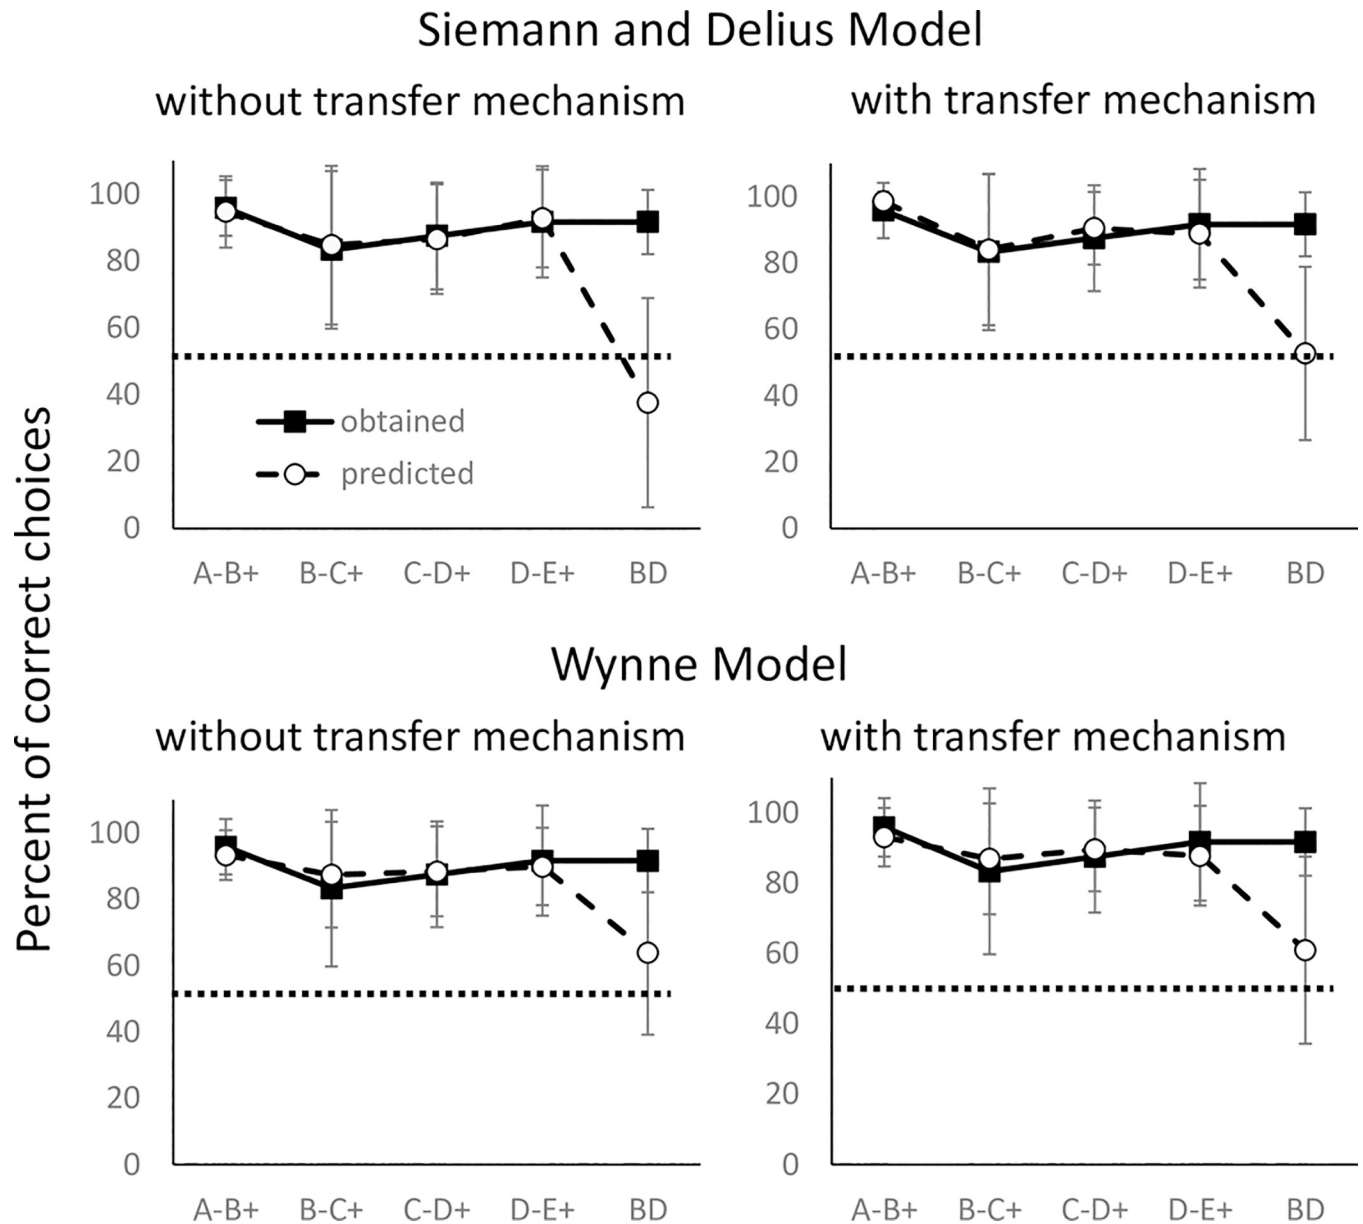 Siemann and Delius Model
without transfer mechanism
with transfer mechanism
Percent of correct choices
100
80
60
40
20
0
obtained
predicted
A-B+ B-C+ C-D+ D-E+ BD
100
80
60
40
20
0
A-B+ B-C+ C-D+ D-E+ BD
Wynne Model
without transfer mechanism
with transfer mechanism
100
80
60
40
20
0
A-B+ B-C+ C-D+ D-E+ BD
100
80
60
40
20
0
A-B+ B-C+ C-D+ D-E+ BD